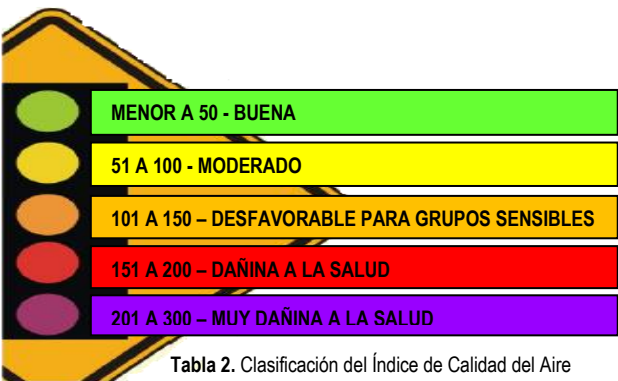 MENOR A 50 - BUENA
51 A 100 - MODERADO
101 A 150 – DESFAVORABLE PARA GRUPOS SENSIBLES
151 A 200 – DAÑINA A LA SALUD
201 A 300 – MUY DAÑINA A LA SALUD
Tabla 2. Clasificación del Índice de Calidad del Aire